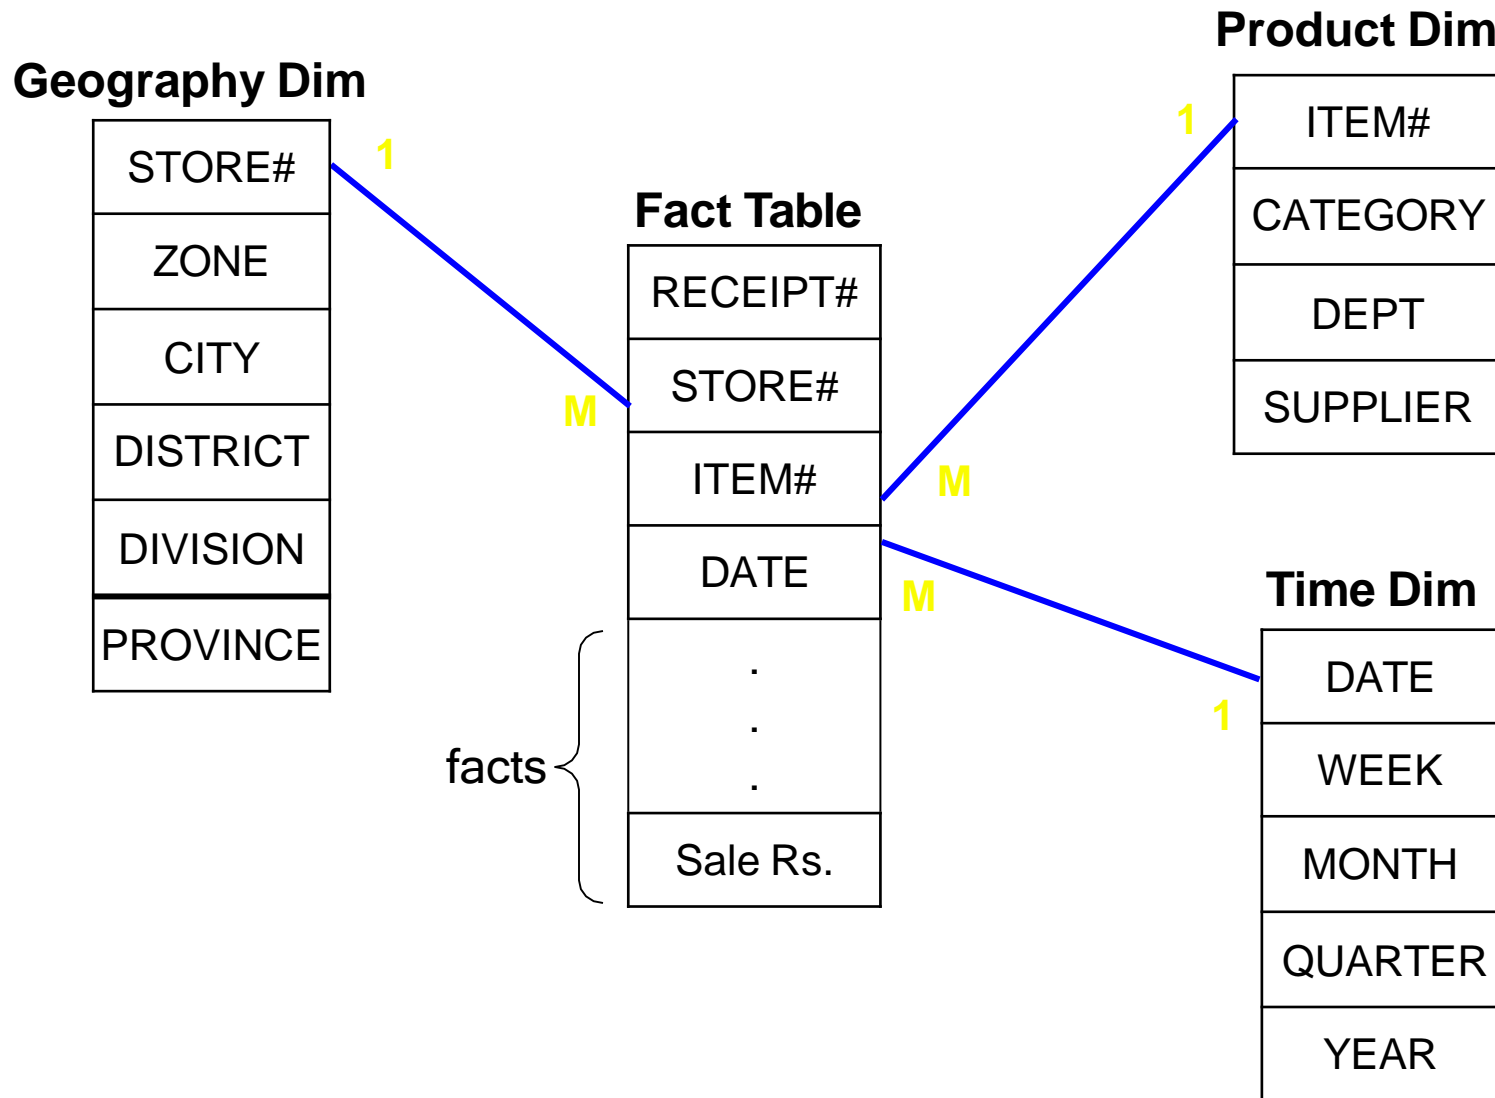 Geography Dim
STORE#
ZONE
CITY
DISTRICT
DIVISION
PROVINCE
1
M
Fact Table
RECEIPT#
STORE#
ITEM#
DATE
.
.
.
Sale Rs.
facts
1
M
Product Dim
ITEM#
CATEGORY
DEPT
SUPPLIER
M
1
Time Dim
DATE
WEEK
MONTH
QUARTER
YEAR